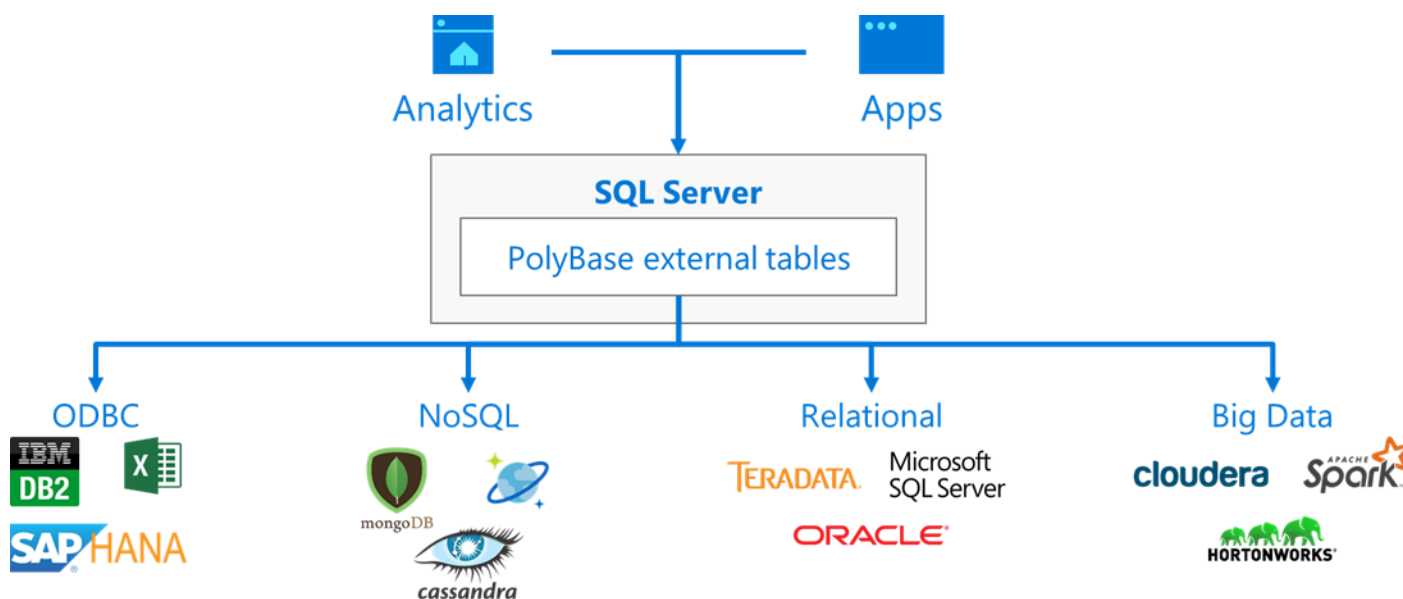 Analytics
Apps
SQL Server
PolyBase external tables
ODBC
NoSQL
Relational
Big Data
IBM
DB2
X
SAP HANA
mongoDB
cassandra
TERADATA
Microsoft
SQL Server
ORACLE
cloudera
APACHE
Spark
HORTONWORKS